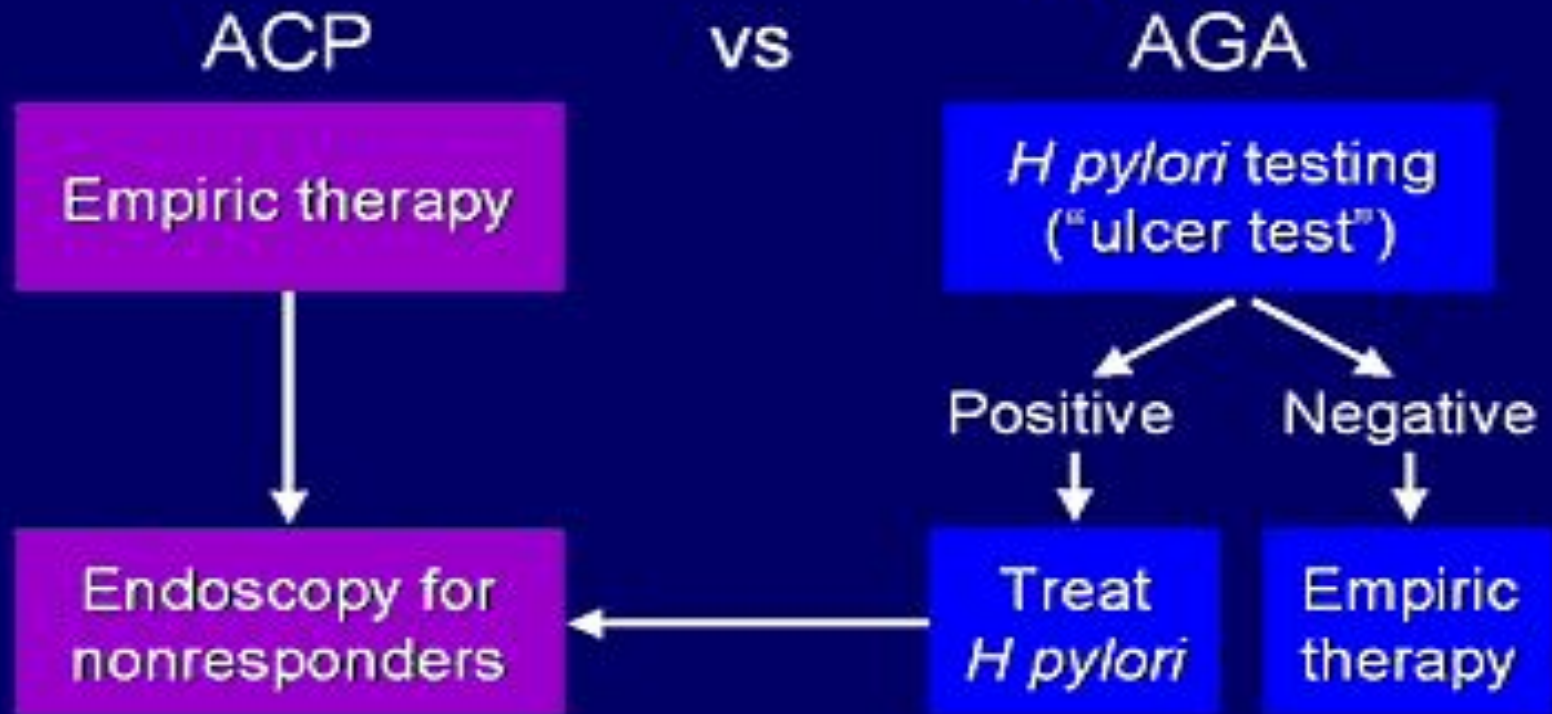 ACP vs AGA
Empiric therapy
H pylori testing
("ulcer test")
Positive Negative
Endoscopy for
nonresponders
Treat
H pylori
Empiric
therapy